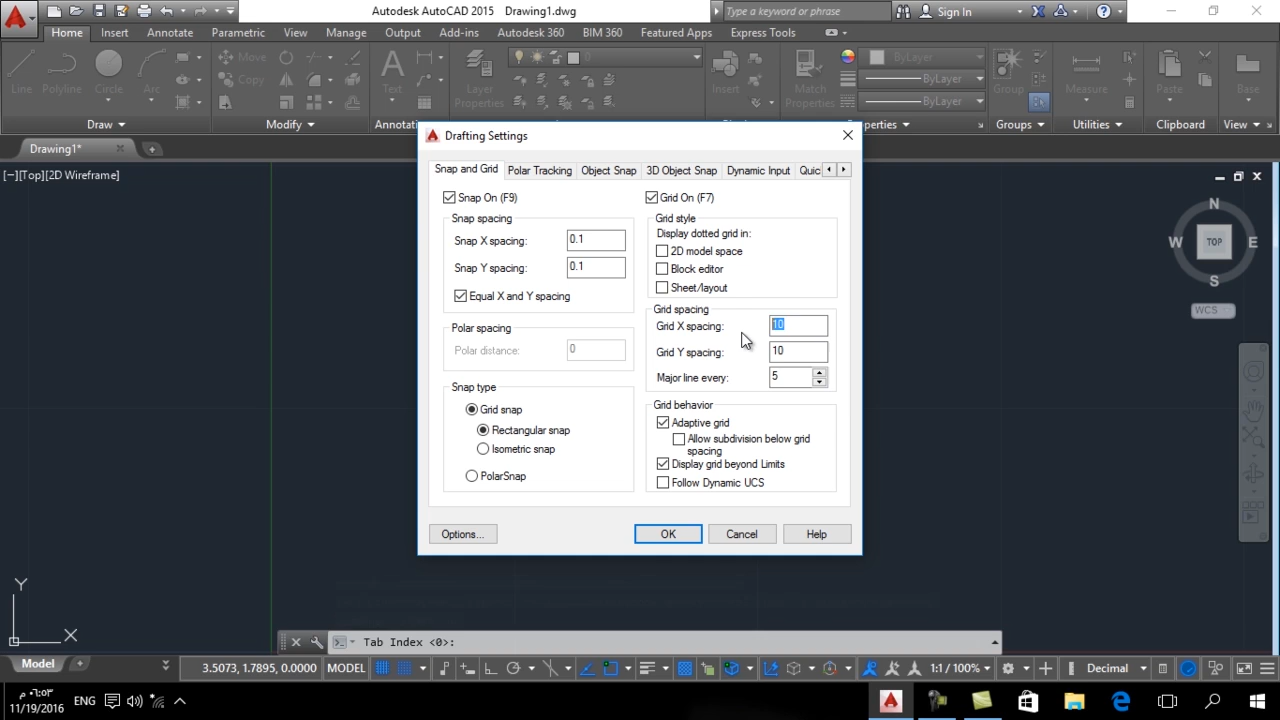 Autodesk AutoCAD 2015 Drawing1.dwg
Type a keyword or phrase
Sign In
Home Insert Annotate Parametric View Manage Output Add-ins Autodesk 360 BIM 360 Featured Apps Express Tools
Line
Polyline
Circle
Arc
Move
Copy
Text
Layer
Properties
0
Insert
Match
Properties
ByLayer
ByLayer
ByLayer
Group
Measure
Paste
Base
Draw
Modify
Annotati
Properties
Groups
Utilities
Clipboard
View
Drawing1*
[−][Top][2D Wireframe]
Drafting Settings
Snap and Grid Polar Tracking Object Snap 3D Object Snap Dynamic Input Quic
Snap On (F9)
Snap spacing
Snap X spacing: 0.1
Snap Y spacing: 0.1
Equal X and Y spacing
Polar spacing
Polar distance: 0
Snap type
Grid snap
Rectangular snap
Isometric snap
PolarSnap
Grid On (F7)
Grid style
Display dotted grid in:
2D model space
Block editor
Sheet/layout
Grid spacing
Grid X spacing: 10
Grid Y spacing: 10
Major line every: 5
Grid behavior
Adaptive grid
Allow subdivision below grid
spacing
Display grid beyond Limits
Follow Dynamic UCS
Options... OK Cancel Help
N
W TOP E
S
WCS
Y
X
Tab Index <0>:
Model
3.5073, 1.7895, 0.0000 MODEL 1:1 / 100% Decimal
ENG
٠٦:٥٣ م
11/19/2016